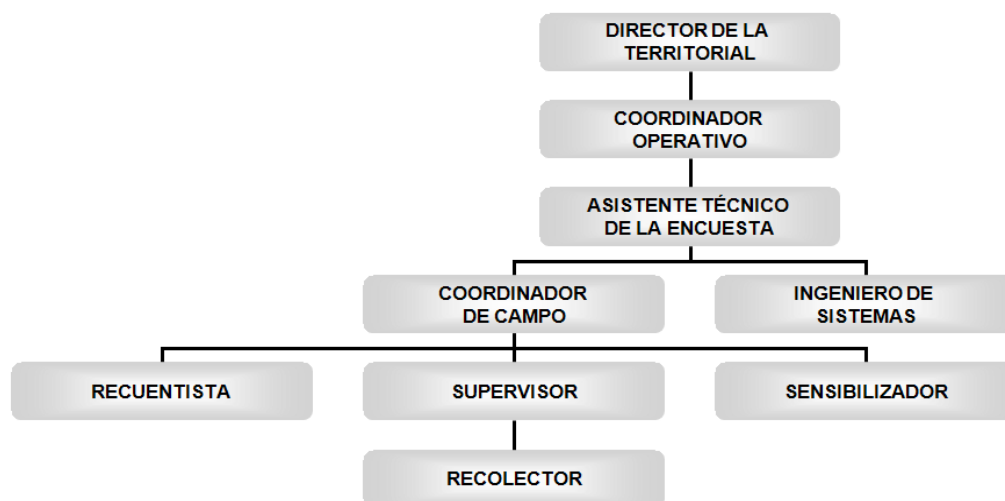 DIRECTOR DE LA
TERRITORIAL
COORDINADOR
OPERATIVO
ASISTENTE TÉCNICO
DE LA ENCUESTA
COORDINADOR
DE CAMPO
INGENIERO DE
SISTEMAS
RECUENTISTA
SUPERVISOR
SENSIBILIZADOR
RECOLECTOR